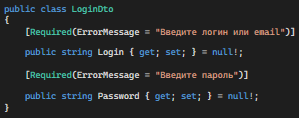 public class LoginDto
{
[Required(ErrorMessage = "Введите логин или email")]
public string Login { get; set; } = null!;
[Required(ErrorMessage = "Введите пароль")]
public string Password { get; set; } = null!;
}